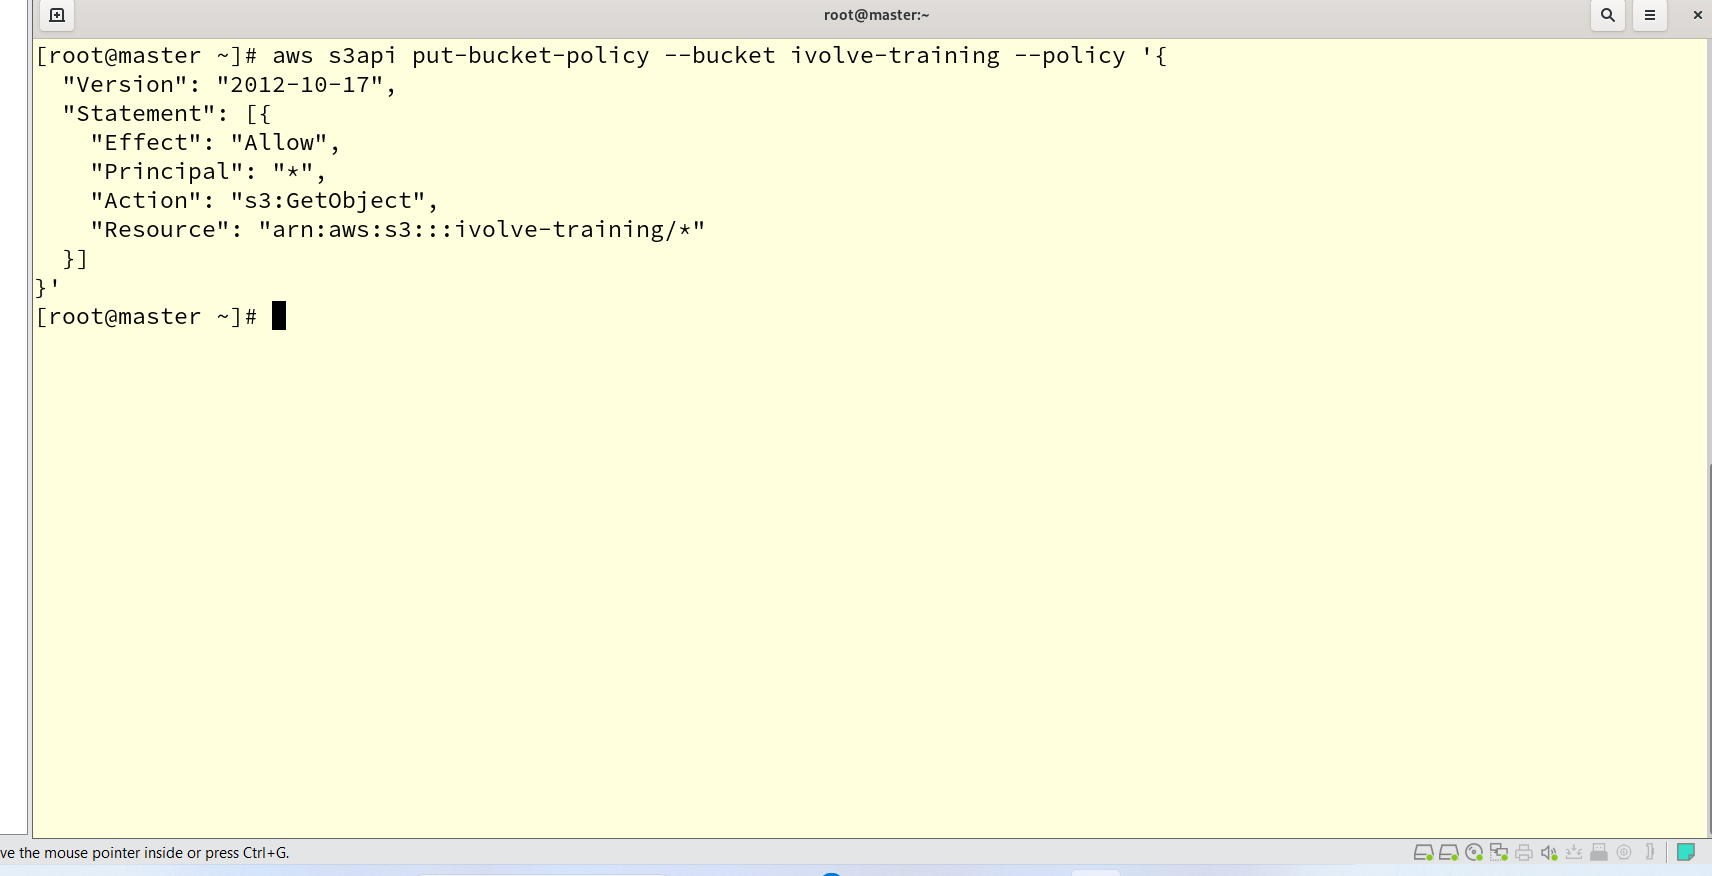 root@master:~
[root@master ~]# aws s3api put-bucket-policy --bucket ivolve-training --policy '{
  "Version": "2012-10-17",
  "Statement": [{
    "Effect": "Allow",
    "Principal": "*",
    "Action": "s3:GetObject",
    "Resource": "arn:aws:s3:::ivolve-training/*"
  }]
}'
[root@master ~]#
ve the mouse pointer inside or press Ctrl+G.